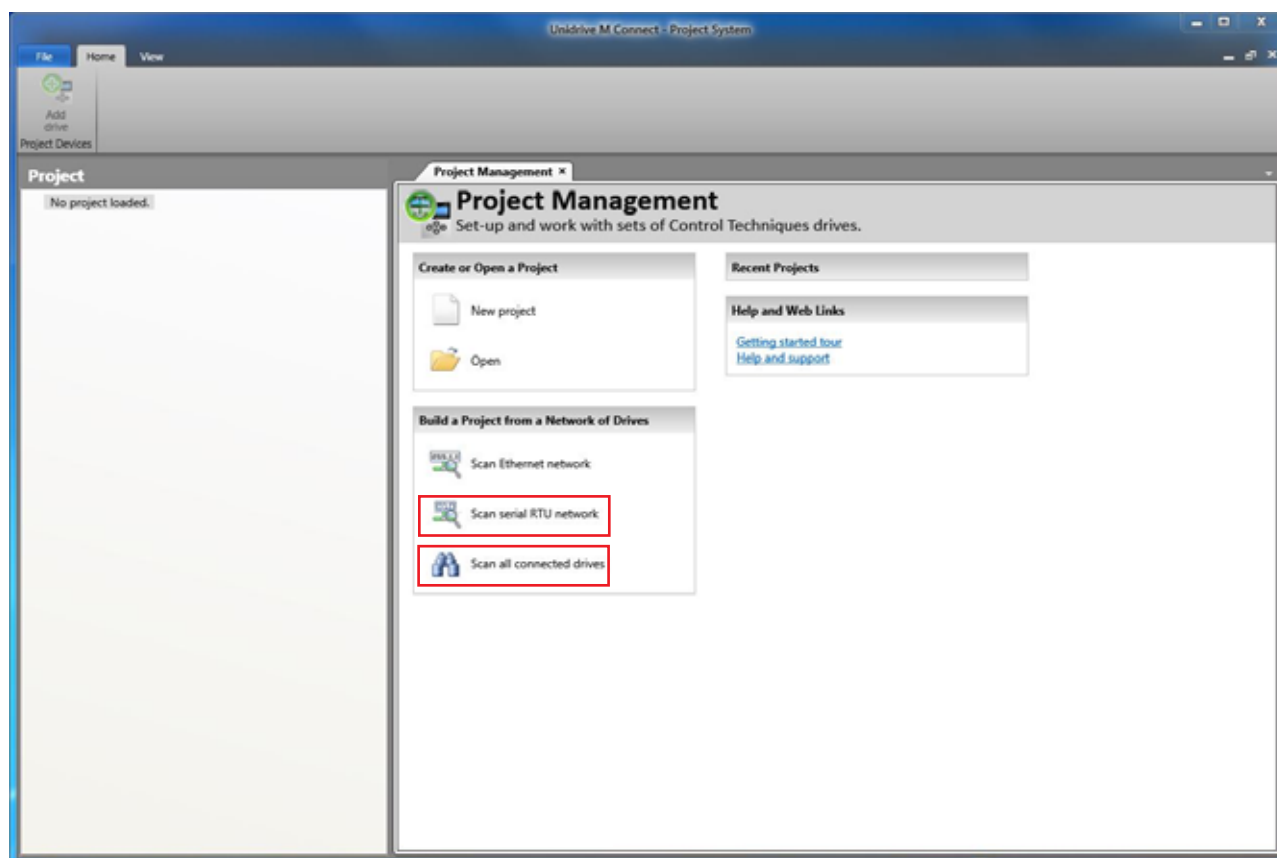 Unidrive M Connect - Project System
File Home View
Add
drive
Project Devices
Project
No project loaded.
Project Management ×
Project Management
Set-up and work with sets of Control Techniques drives.
Create or Open a Project
New project
Open
Recent Projects
Help and Web Links
Getting started tour
Help and support
Build a Project from a Network of Drives
Scan Ethernet network
Scan serial RTU network
Scan all connected drives